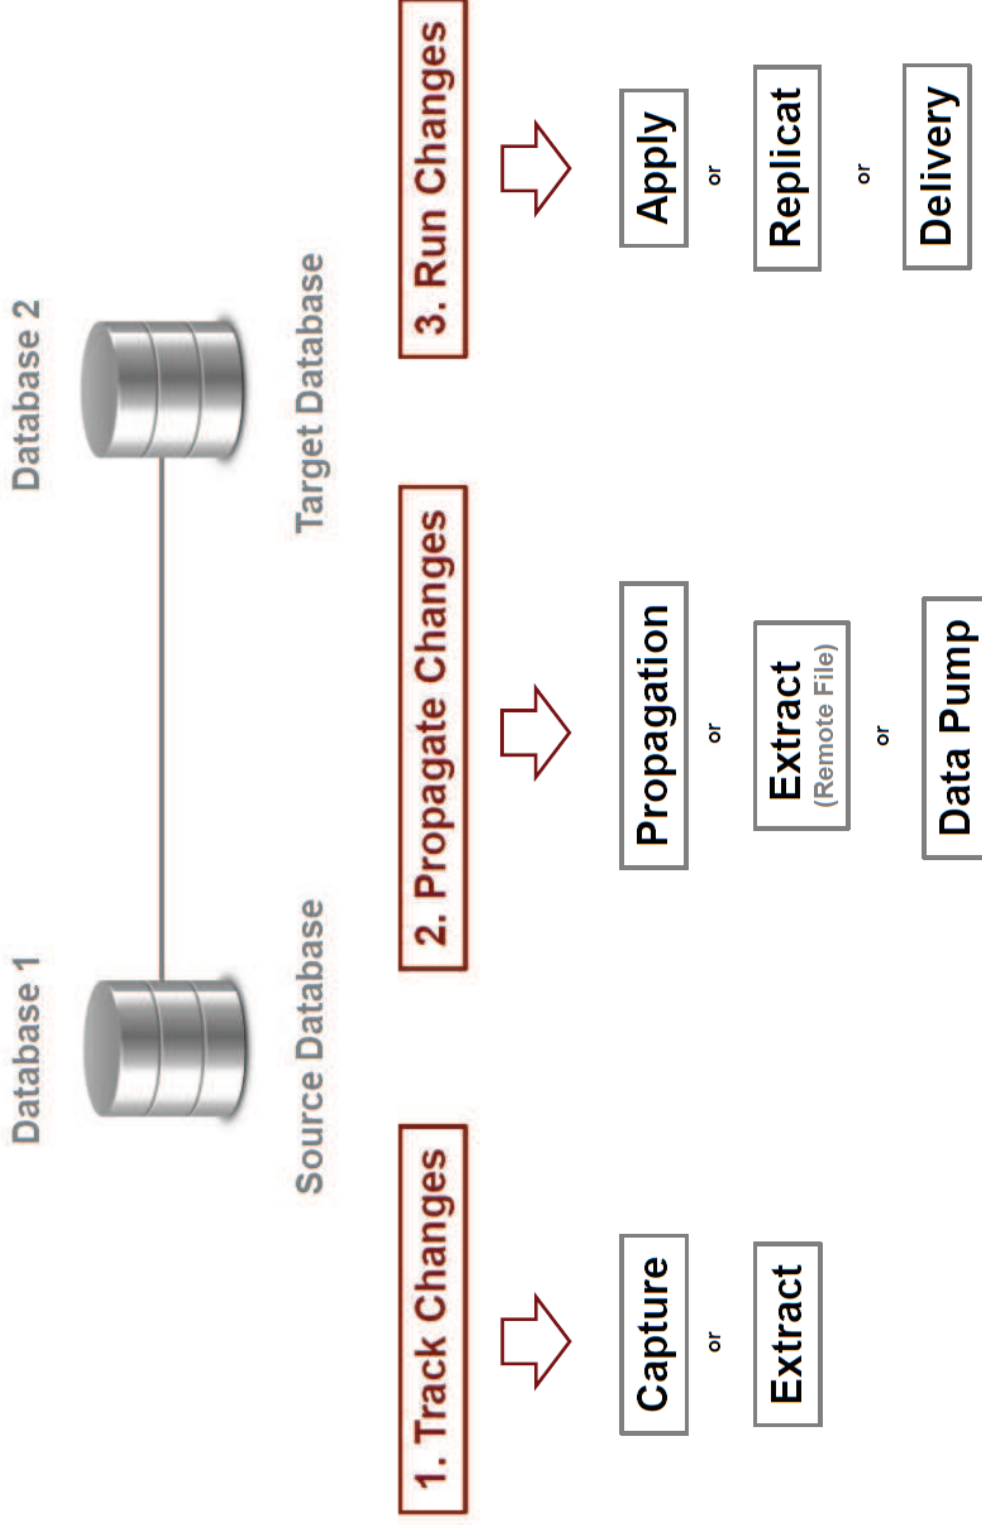 Database 1
Database 2
Source Database
Target Database
1. Track Changes
2. Propagate Changes
3. Run Changes
Capture
or
Extract
Propagation
or
Extract
(Remote File)
or
Data Pump
Apply
or
Replicat
or
Delivery